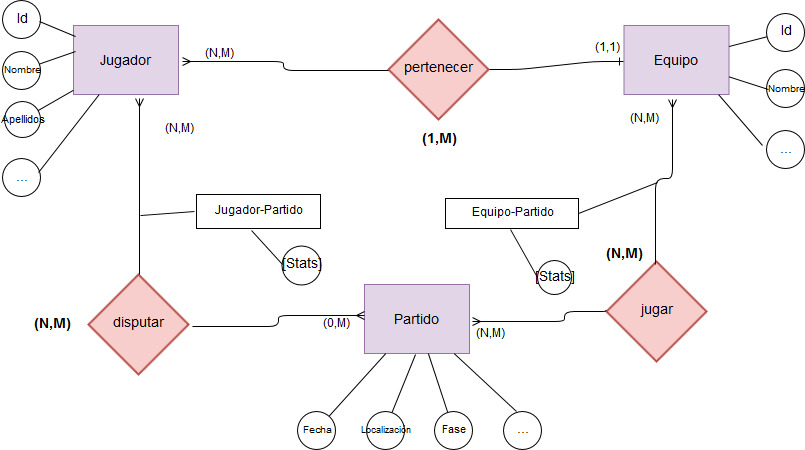 Id
Nombre
Apellidos
...
Jugador
(N,M)
pertenecer
(1,M)
(1,1)
Equipo
Id
Nombre
...
(N,M)
(N,M)
Jugador-Partido
[Stats]
Equipo-Partido
[Stats]
(N,M)
disputar
(N,M)
(0,M)
Partido
(N,M)
jugar
Fecha
Localización
Fase
...